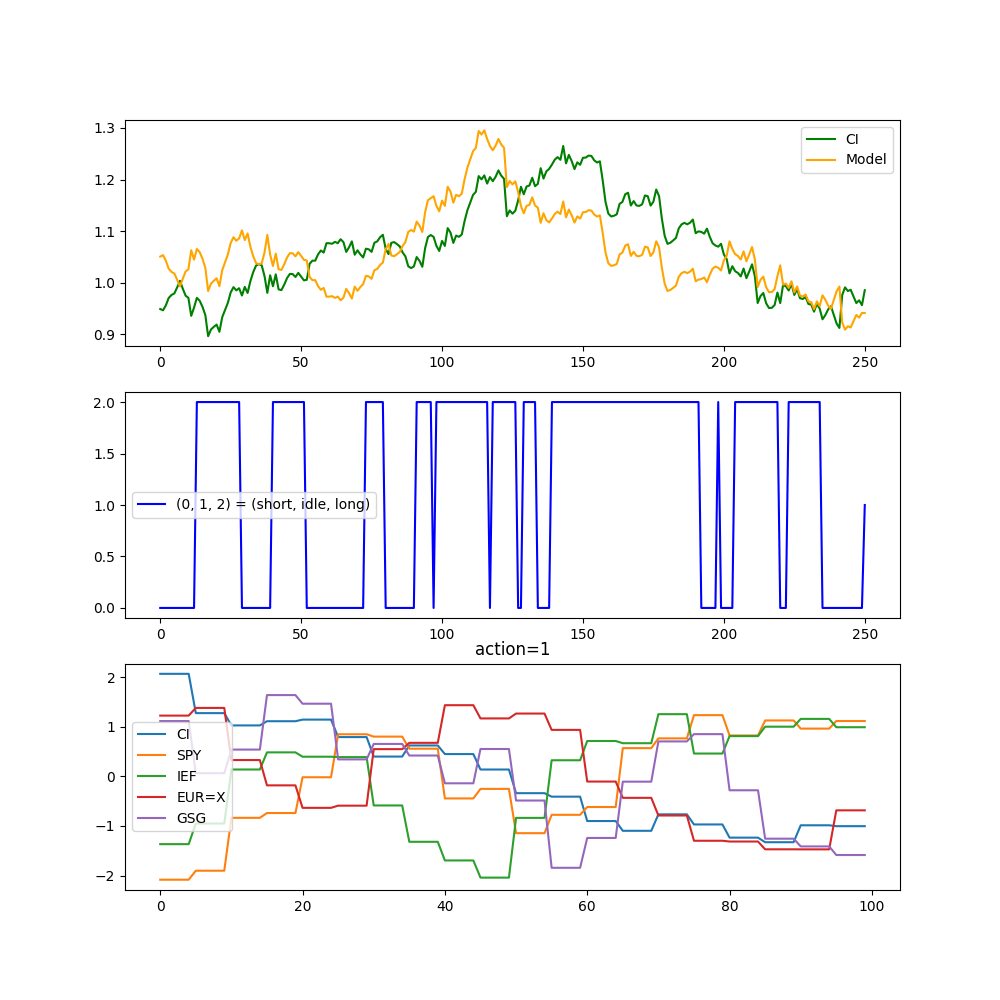 1.3
1.2
1.1
1.0
0.9
CI
Model
0 50 100 150 200 250
2.0
1.5
1.0
0.5
0.0
(0, 1, 2) = (short, idle, long)
0 50 100 150 200 250
action=1
2
1
0
−1
−2
CI
SPY
IEF
EUR=X
GSG
0 20 40 60 80 100